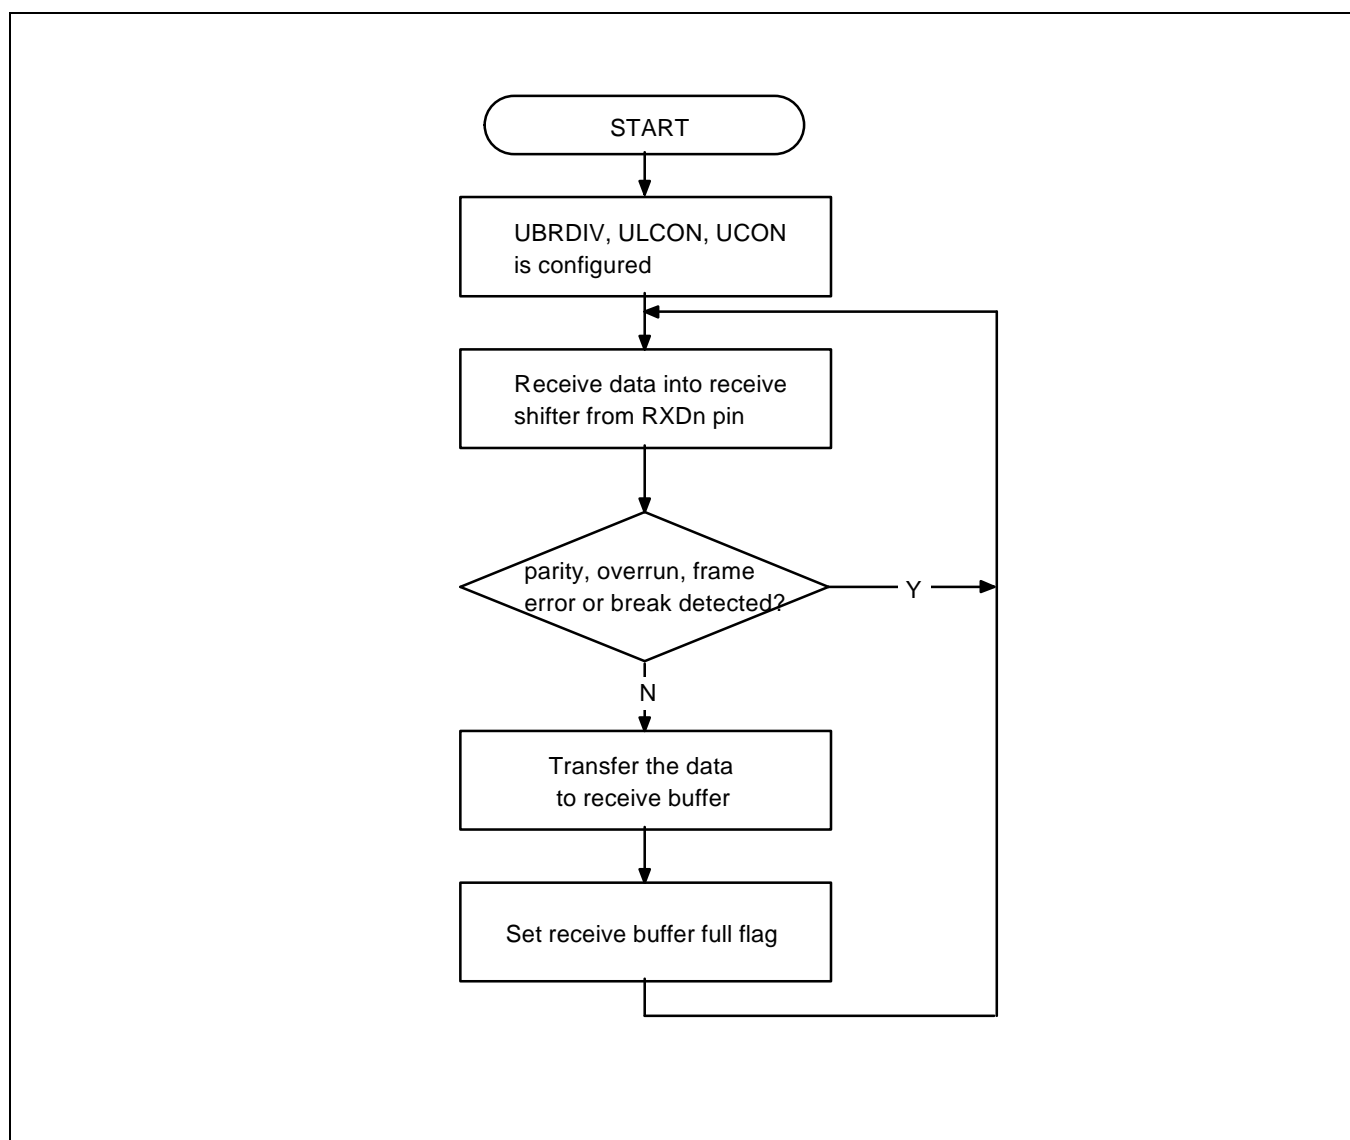 START
UBRDIV, ULCON, UCON
is configured
Receive data into receive
shifter from RXDn pin
parity, overrun, frame
error or break detected?
Y
N
Transfer the data
to receive buffer
Set receive buffer full flag